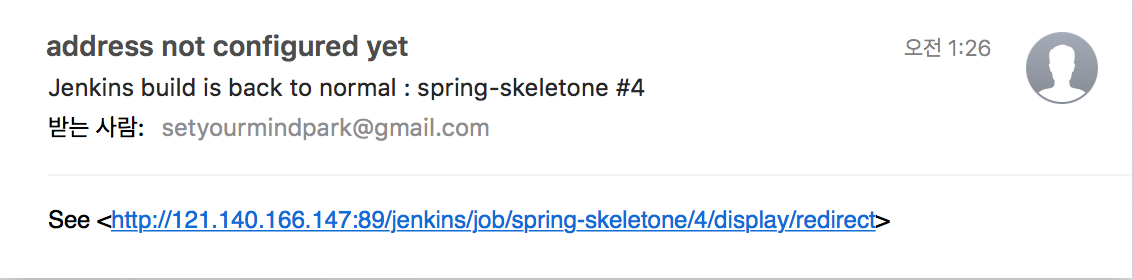 address not configured yet
오전 1:26
Jenkins build is back to normal : spring-skeletone #4
받는 사람: setyourmindpark@gmail.com
See <http://121.140.166.147:89/jenkins/job/spring-skeletone/4/display/redirect>